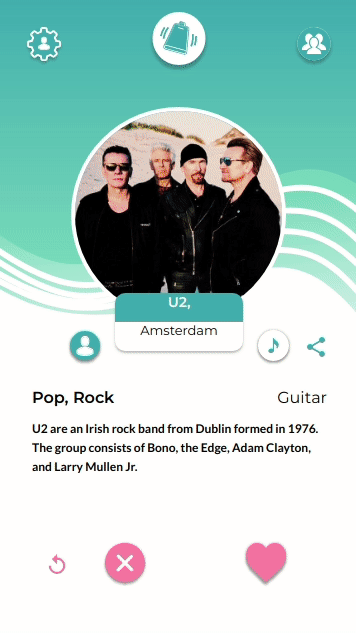 U2,
Amsterdam
Pop, Rock
Guitar
U2 are an Irish rock band from Dublin formed in 1976.
The group consists of Bono, the Edge, Adam Clayton,
and Larry Mullen Jr.